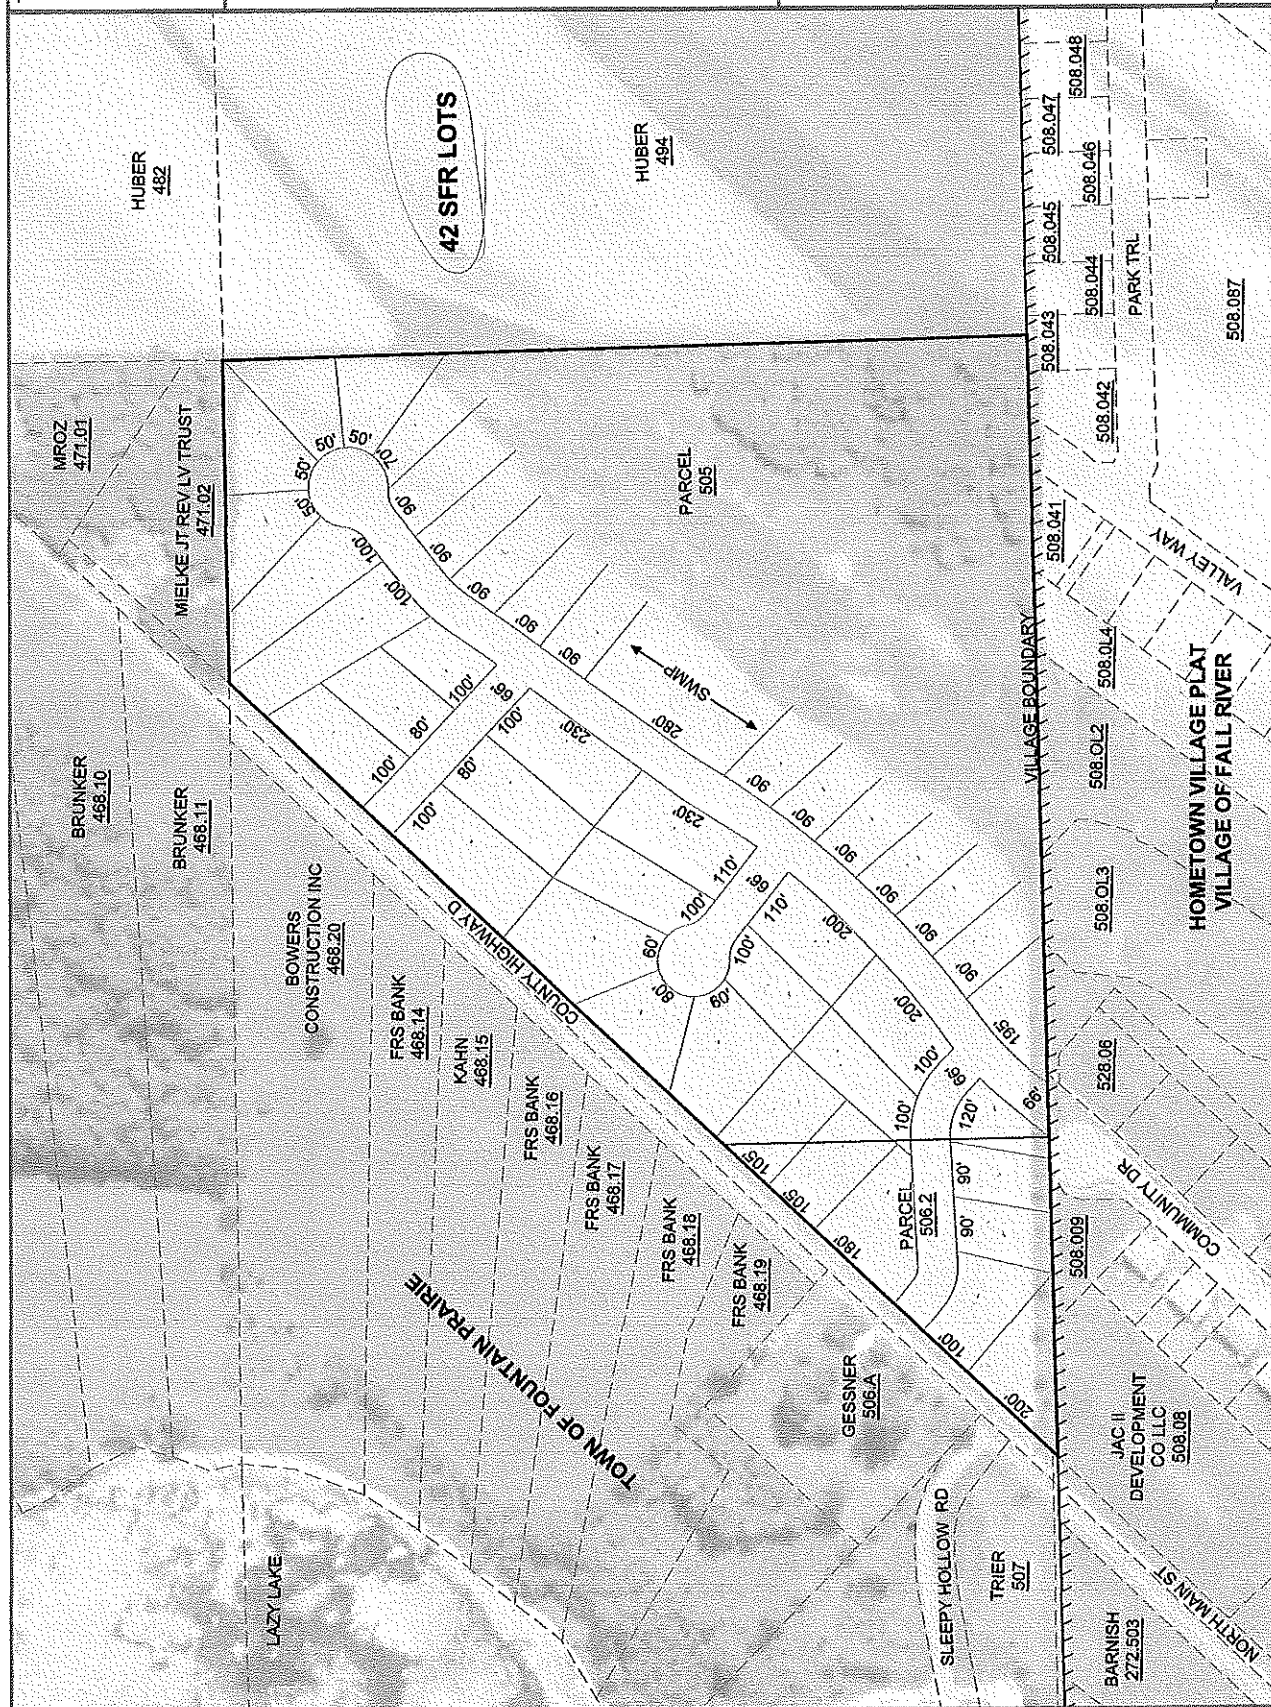 HUBER
482
42 SFR LOTS
HUBER
494
MROZ
471.01
MIELKE JT REV LV TRUST
471.02
BRUNKER
468.10
BRUNKER
468.11
BOWERS
CONSTRUCTION INC
468.20
FRS BANK
468.14
KAHN
468.15
FRS BANK
468.16
FRS BANK
468.17
FRS BANK
468.18
FRS BANK
468.19
TOWN OF FOUNTAIN PRAIRIE
LAZY LAKE
GESSNER
506.A
SLEEPY HOLLOW RD
TRIER
507
BARNISH
272.503
NORTH MAIN ST
JAC II
DEVELOPMENT
CO LLC
508.08
COUNTY HIGHWAY D
PARCEL
505
PARCEL
506.2
SWMP
VILLAGE BOUNDARY
50'
50'
50'
50'
70'
90'
90'
90'
90'
90'
280'
90'
90'
90'
90'
90'
90'
195'
66'
100'
100'
100'
80'
100'
66'
100'
80'
100'
230'
230'
110'
100'
60'
80'
60'
100'
110'
66'
200'
200'
100'
100'
66'
120'
90'
90'
105'
105'
180'
100'
200'
508.048
508.047
508.046
508.045
508.044
508.043
508.042
PARK TRL
508.087
508.041
VALLEY WAY
508.0L4
508.OL2
508.OL3
HOMETOWN VILLAGE PLAT
VILLAGE OF FALL RIVER
528.06
COMMUNITY DR
508.009